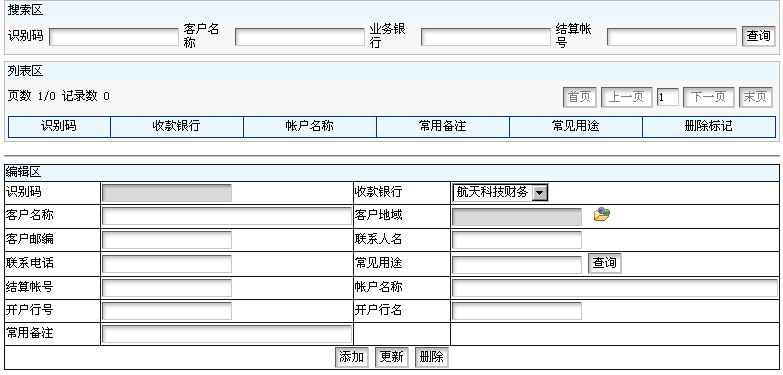 搜索区
识别码 客户名称 业务银行 结算帐号 查询
列表区
页数 1/0 记录数 0 首页 上一页 1 下一页 末页
识别码 收款银行 帐户名称 常用备注 常见用途 删除标记
编辑区
识别码 收款银行 航天科技财务
客户名称 客户地域
客户邮编 联系人名
联系电话 常见用途 查询
结算帐号 帐户名称
开户行号 开户行名
常用备注
添加 更新 删除